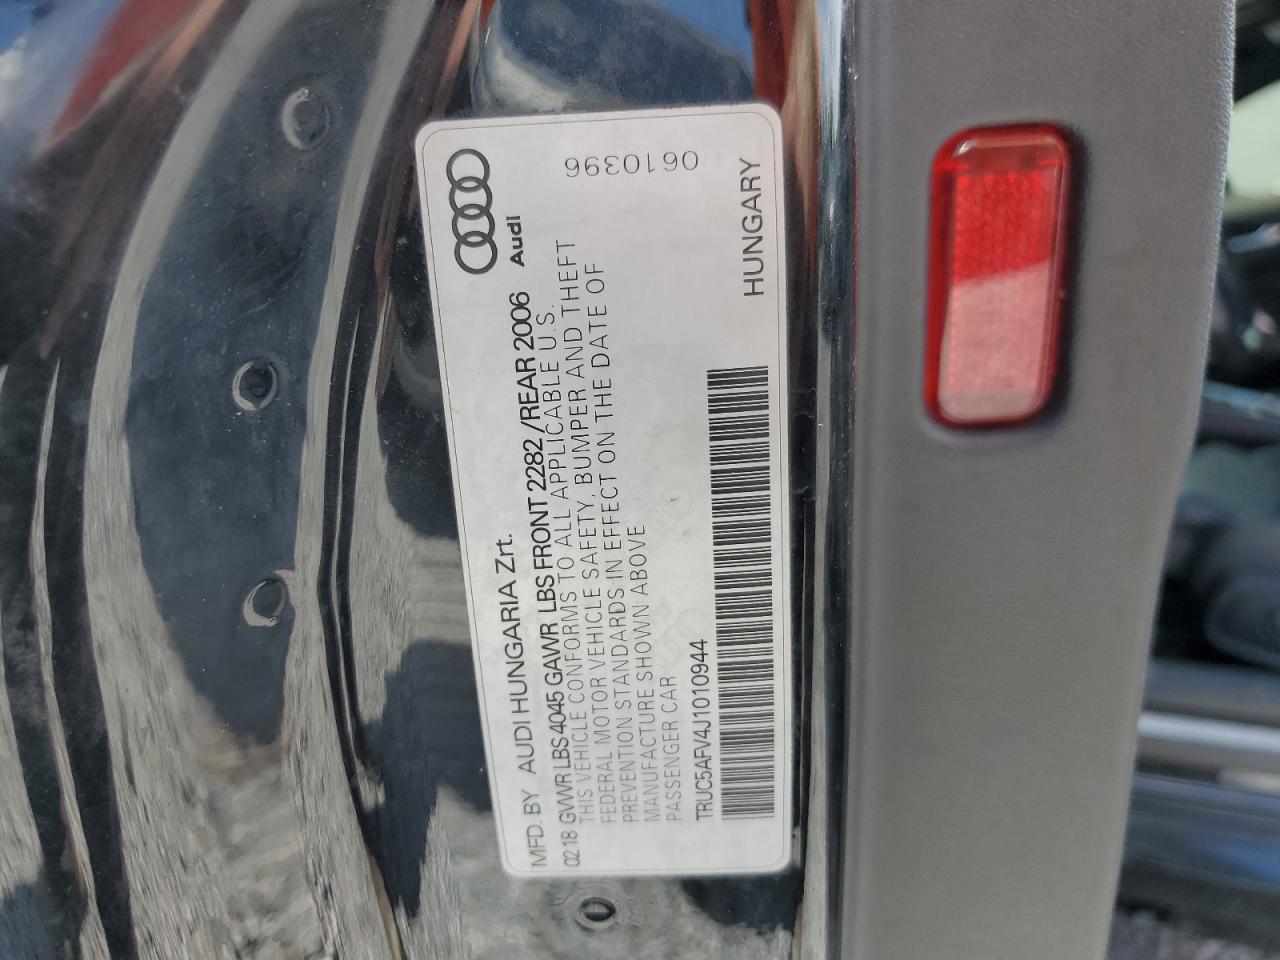 Audi
0610396
MFD. BY AUDI HUNGARIA Zrt.
0218 GVWR LBS 4045 GAWR LBS FRONT 2282 /REAR 2006
THIS VEHICLE CONFORMS TO ALL APPLICABLE U.S.
FEDERAL MOTOR VEHICLE SAFETY, BUMPER AND THEFT
PREVENTION STANDARDS IN EFFECT ON THE DATE OF
MANUFACTURE SHOWN ABOVE
PASSENGER CAR
TRUC5AFV4J1010944
HUNGARY